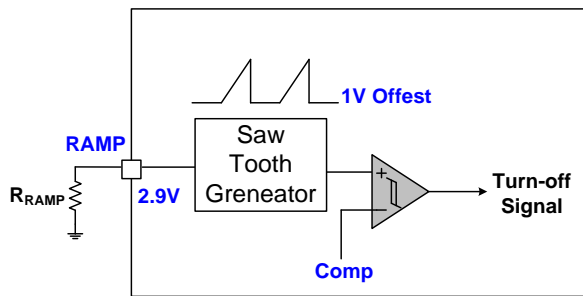 1V Offest
RAMP
Saw
Tooth
Greneator
RRAMP
2.9V
+
−
Turn-off
Signal
Comp